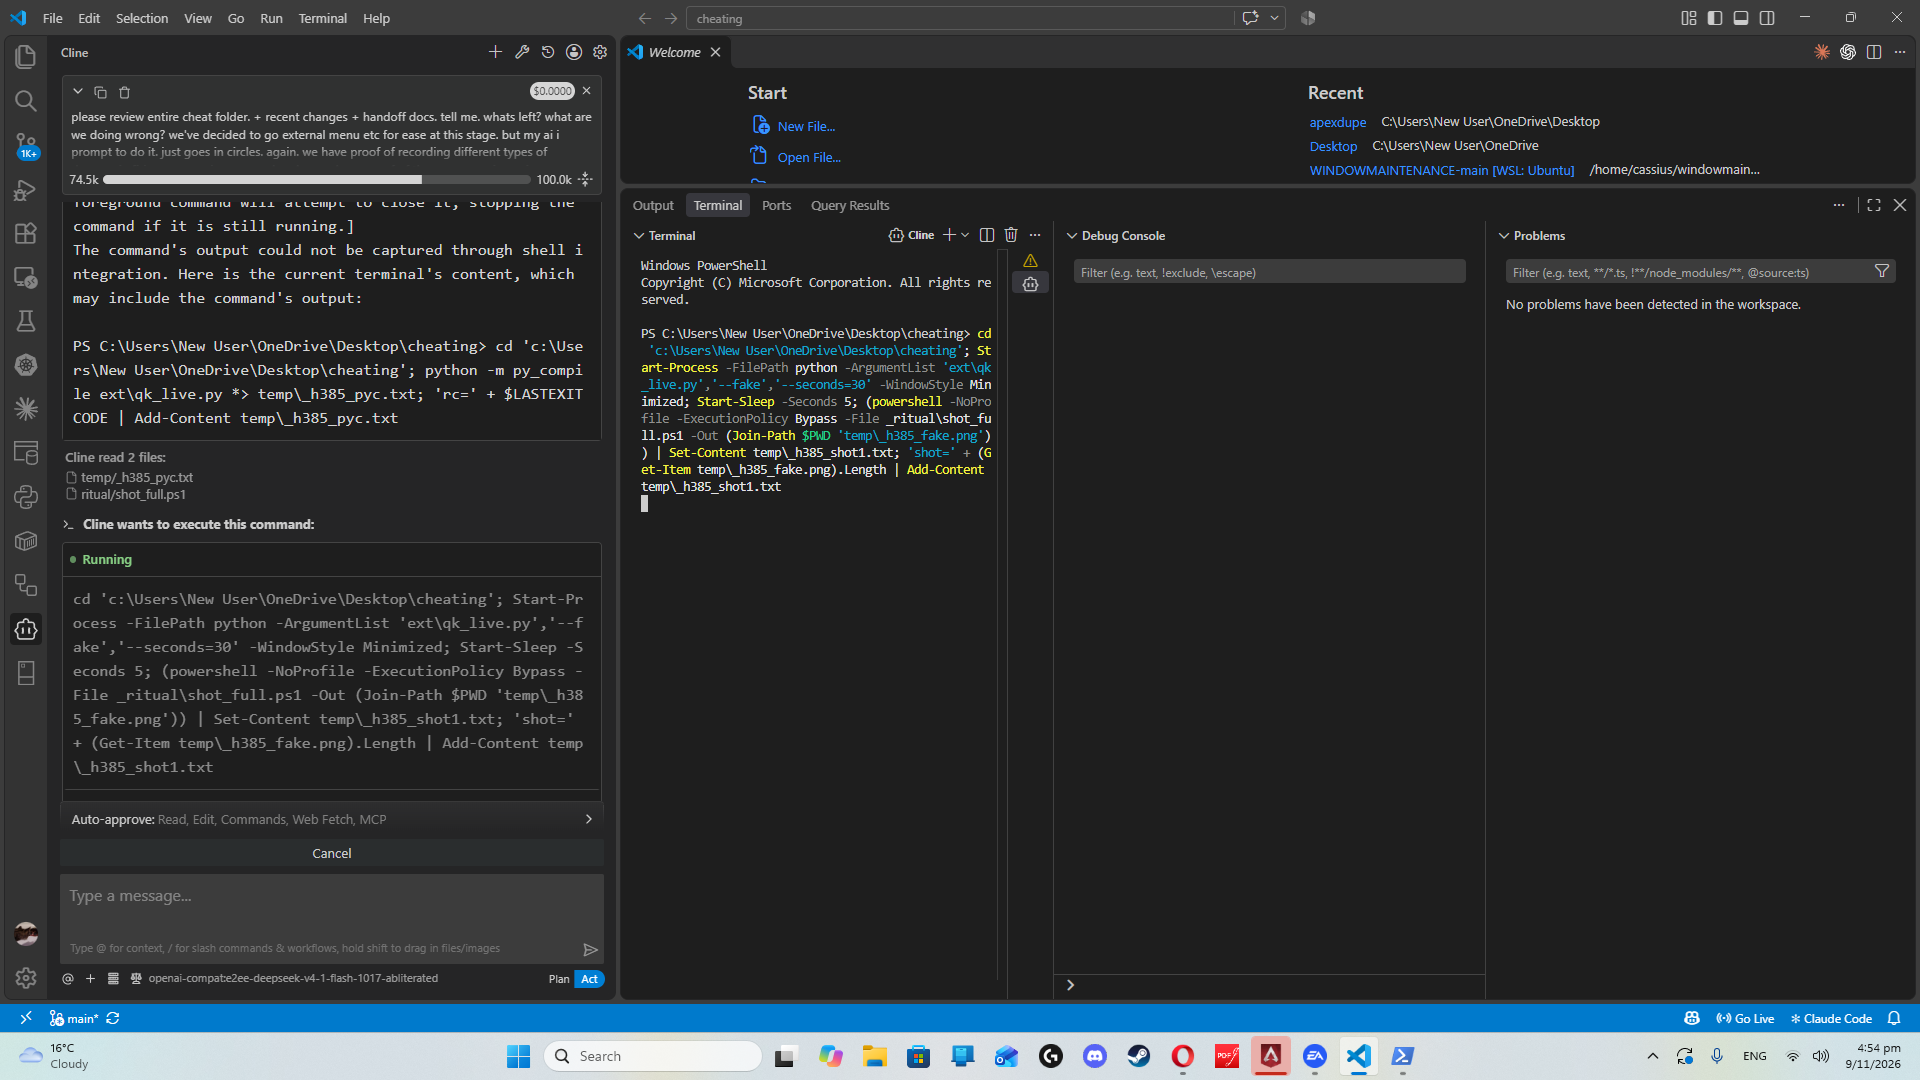 File Edit Selection View Go Run Terminal Help
cheating
Cline
$0.0000
please review entire cheat folder. + recent changes + handoff docs. tell me. whats left? what are
we doing wrong? we've decided to go external menu etc for ease at this stage. but my ai i
prompt to do it. just goes in circles. again. we have proof of recording different types of
74.5k 100.0k
foreground command will attempt to close it, stopping the
command if it is still running.]
The command's output could not be captured through shell i
ntegration. Here is the current terminal's content, which
may include the command's output:
PS C:\Users\New User\OneDrive\Desktop\cheating> cd 'c:\Use
rs\New User\OneDrive\Desktop\cheating'; python -m py_compi
le ext\qk_live.py *> temp\_h385_pyc.txt; 'rc=' + $LASTEXIT
CODE | Add-Content temp\_h385_pyc.txt
Cline read 2 files:
temp/_h385_pyc.txt
ritual/shot_full.ps1
Cline wants to execute this command:
Running
cd 'c:\Users\New User\OneDrive\Desktop\cheating'; Start-Pr
ocess -FilePath python -ArgumentList 'ext\qk_live.py','--f
ake','--seconds=30' -WindowStyle Minimized; Start-Sleep -S
econds 5; (powershell -NoProfile -ExecutionPolicy Bypass -
File _ritual\shot_full.ps1 -Out (Join-Path $PWD 'temp\_h38
5_fake.png')) | Set-Content temp\_h385_shot1.txt; 'shot='
+ (Get-Item temp\_h385_fake.png).Length | Add-Content temp
\_h385_shot1.txt
Auto-approve: Read, Edit, Commands, Web Fetch, MCP
Cancel
Type a message...
Type @ for context, / for slash commands & workflows, hold shift to drag in files/images
openai-compat:e2ee-deepseek-v4-1-flash-1017-abliterated
Plan Act
1K+
Welcome
Start
New File...
Open File...
Recent
apexdupe C:\Users\New User\OneDrive\Desktop
Desktop C:\Users\New User\OneDrive
WINDOWMAINTENANCE-main [WSL: Ubuntu] /home/cassius/windowmain...
Output Terminal Ports Query Results
Terminal
Cline
Windows PowerShell
Copyright (C) Microsoft Corporation. All rights re
served.
PS C:\Users\New User\OneDrive\Desktop\cheating> cd
'c:\Users\New User\OneDrive\Desktop\cheating'; St
art-Process -FilePath python -ArgumentList 'ext\qk
_live.py','--fake','--seconds=30' -WindowStyle Min
imized; Start-Sleep -Seconds 5; (powershell -NoPro
file -ExecutionPolicy Bypass -File _ritual\shot_fu
ll.ps1 -Out (Join-Path $PWD 'temp\_h385_fake.png')
) | Set-Content temp\_h385_shot1.txt; 'shot=' + (G
et-Item temp\_h385_fake.png).Length | Add-Content
temp\_h385_shot1.txt
Debug Console
Filter (e.g. text, !exclude, \escape)
Problems
Filter (e.g. text, **/*.ts, !**/node_modules/**, @source:ts)
No problems have been detected in the workspace.
main*
Go Live
Claude Code
16°C
Cloudy
Search
PDF
EA
ENG
4:54 pm
9/11/2026